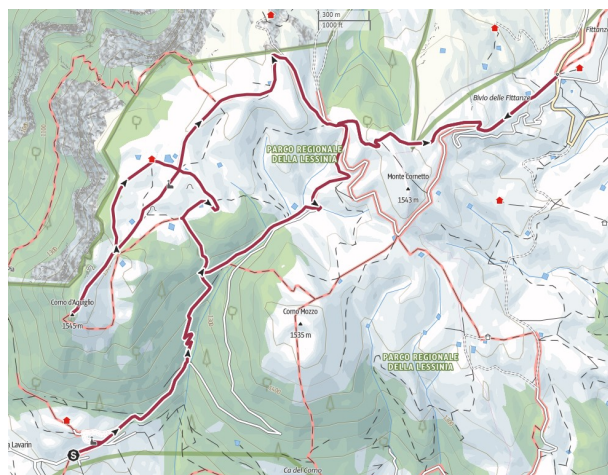 300 m
1000 ft
Fittanze
Bivio delle Fittanze
PARCO REGIONALE
DELLA LESSINIA
Monte Cornetto
1543 m
Corno d'Aquilio
1545 m
Corno Mozzo
1535 m
PARCO REGIONALE
DELLA LESSINIA
Lavarin
S
Ca del Corno